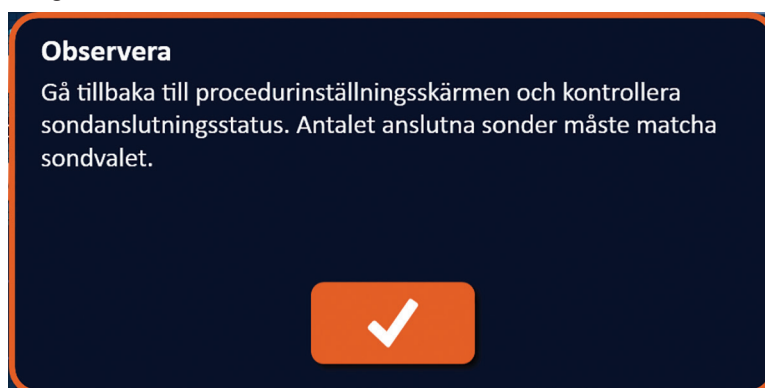 Observera
Gå tillbaka till procedurinställningsskärmen och kontrollera
sondanslutningsstatus. Antalet anslutna sonder måste matcha
sondvalet.